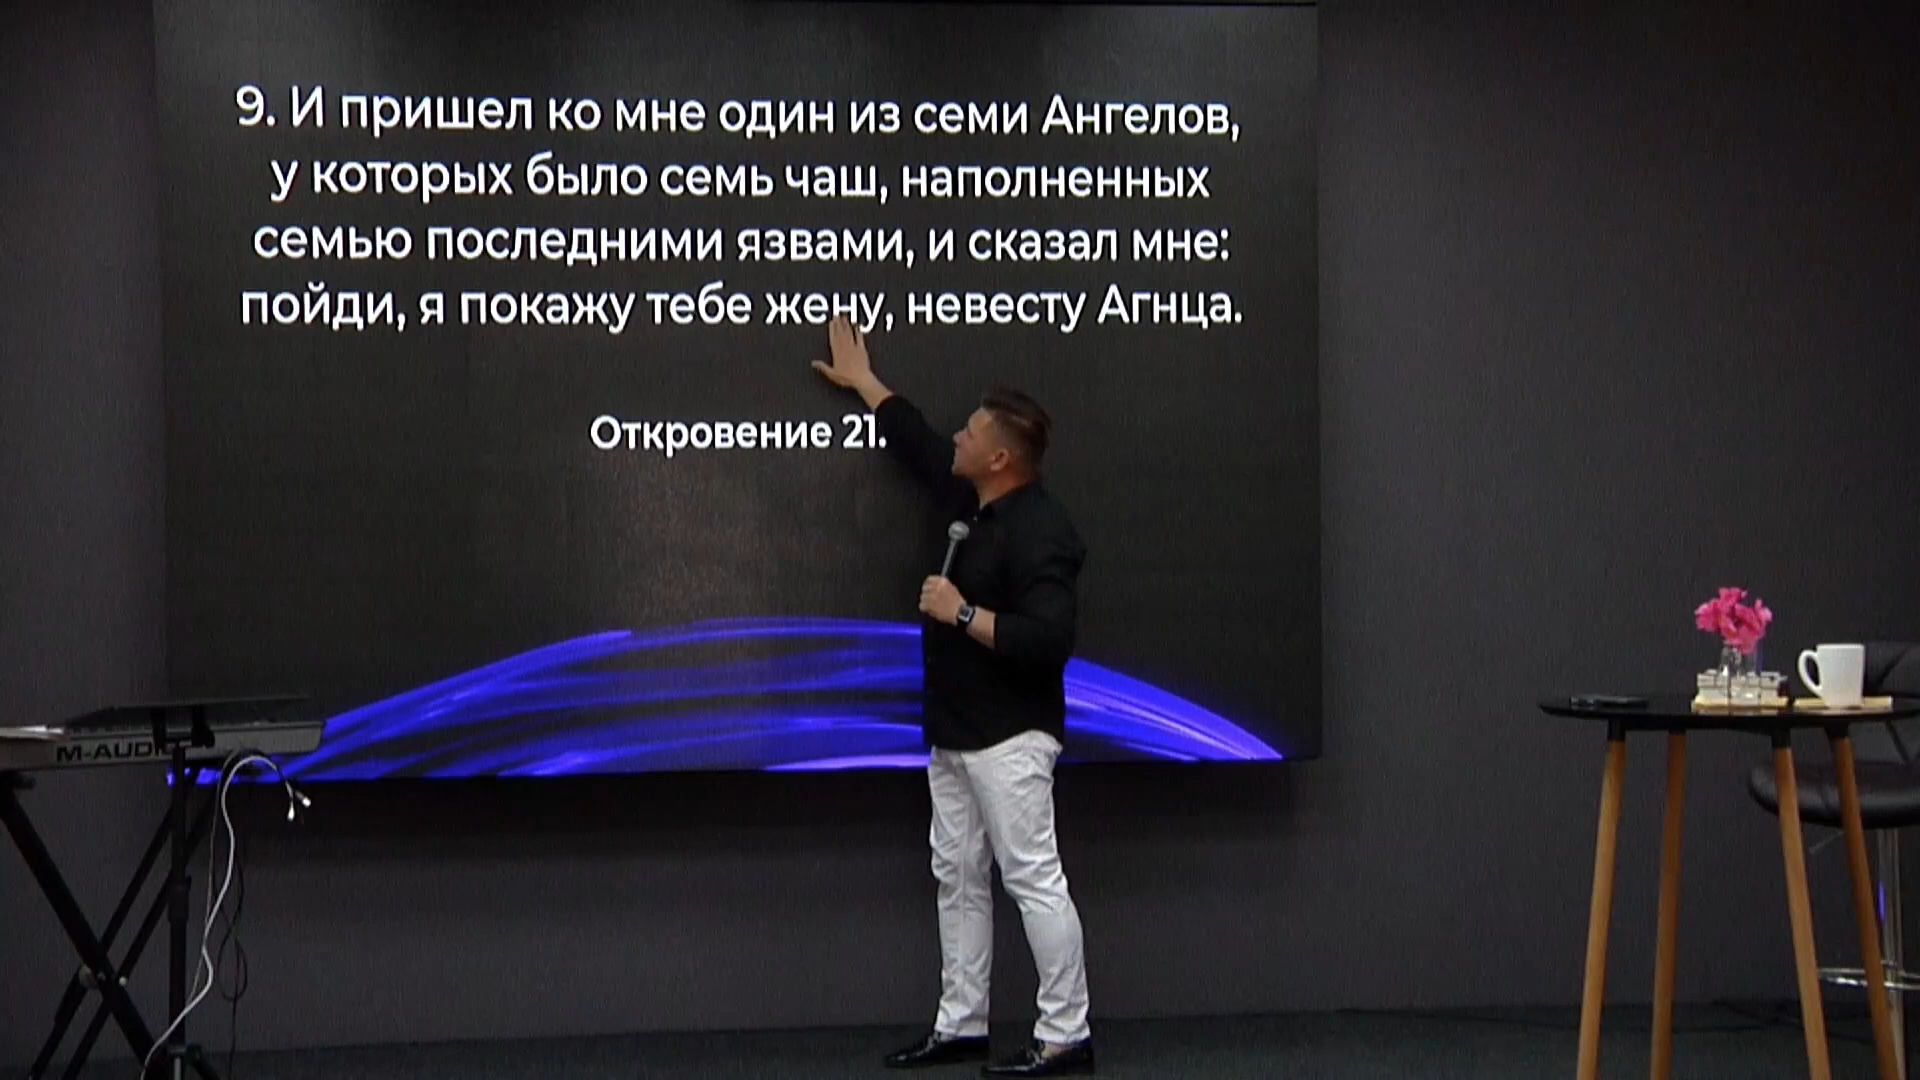 9. И пришел ко мне один из семи Ангелов,
у которых было семь чаш, наполненных
семью последними язвами, и сказал мне:
пойди, я покажу тебе жену, невесту Агнца.
Откровение 21.
M-AUDIO